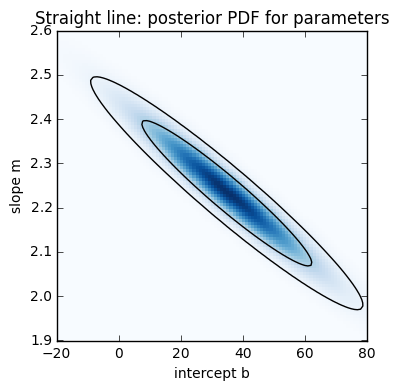 Straight line: posterior PDF for parameters
2.6
2.5
2.4
2.3
2.2
2.1
2.0
1.9
slope m
−20 0 20 40 60 80
intercept b